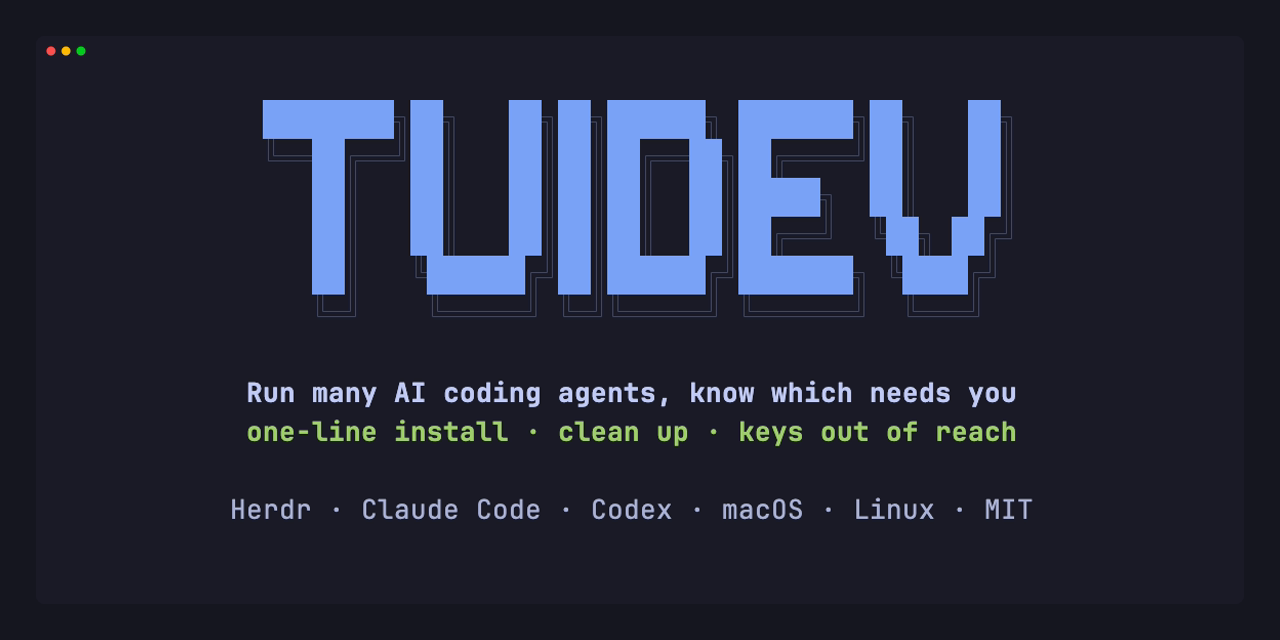 TUIDEV
Run many AI coding agents, know which needs you
one-line install · clean up · keys out of reach
Herdr · Claude Code · Codex · macOS · Linux · MIT